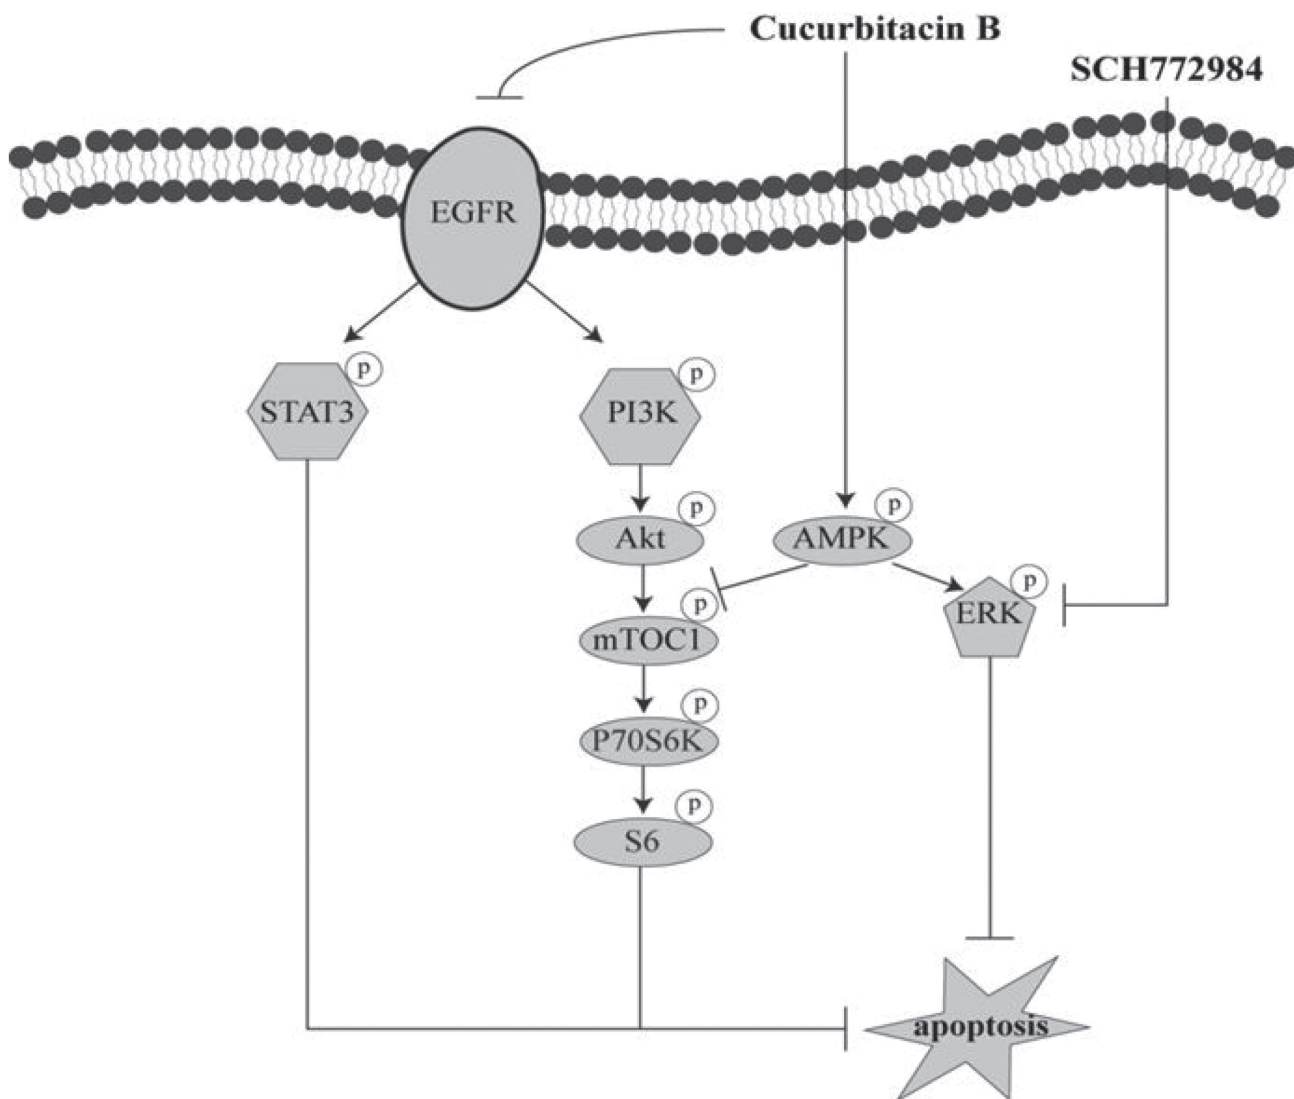 Cucurbitacin B
SCH772984
EGFR
p
STAT3
p
PI3K
p
Akt
p
AMPK
p
ERK
p
mTOC1
p
P70S6K
p
S6
apoptosis